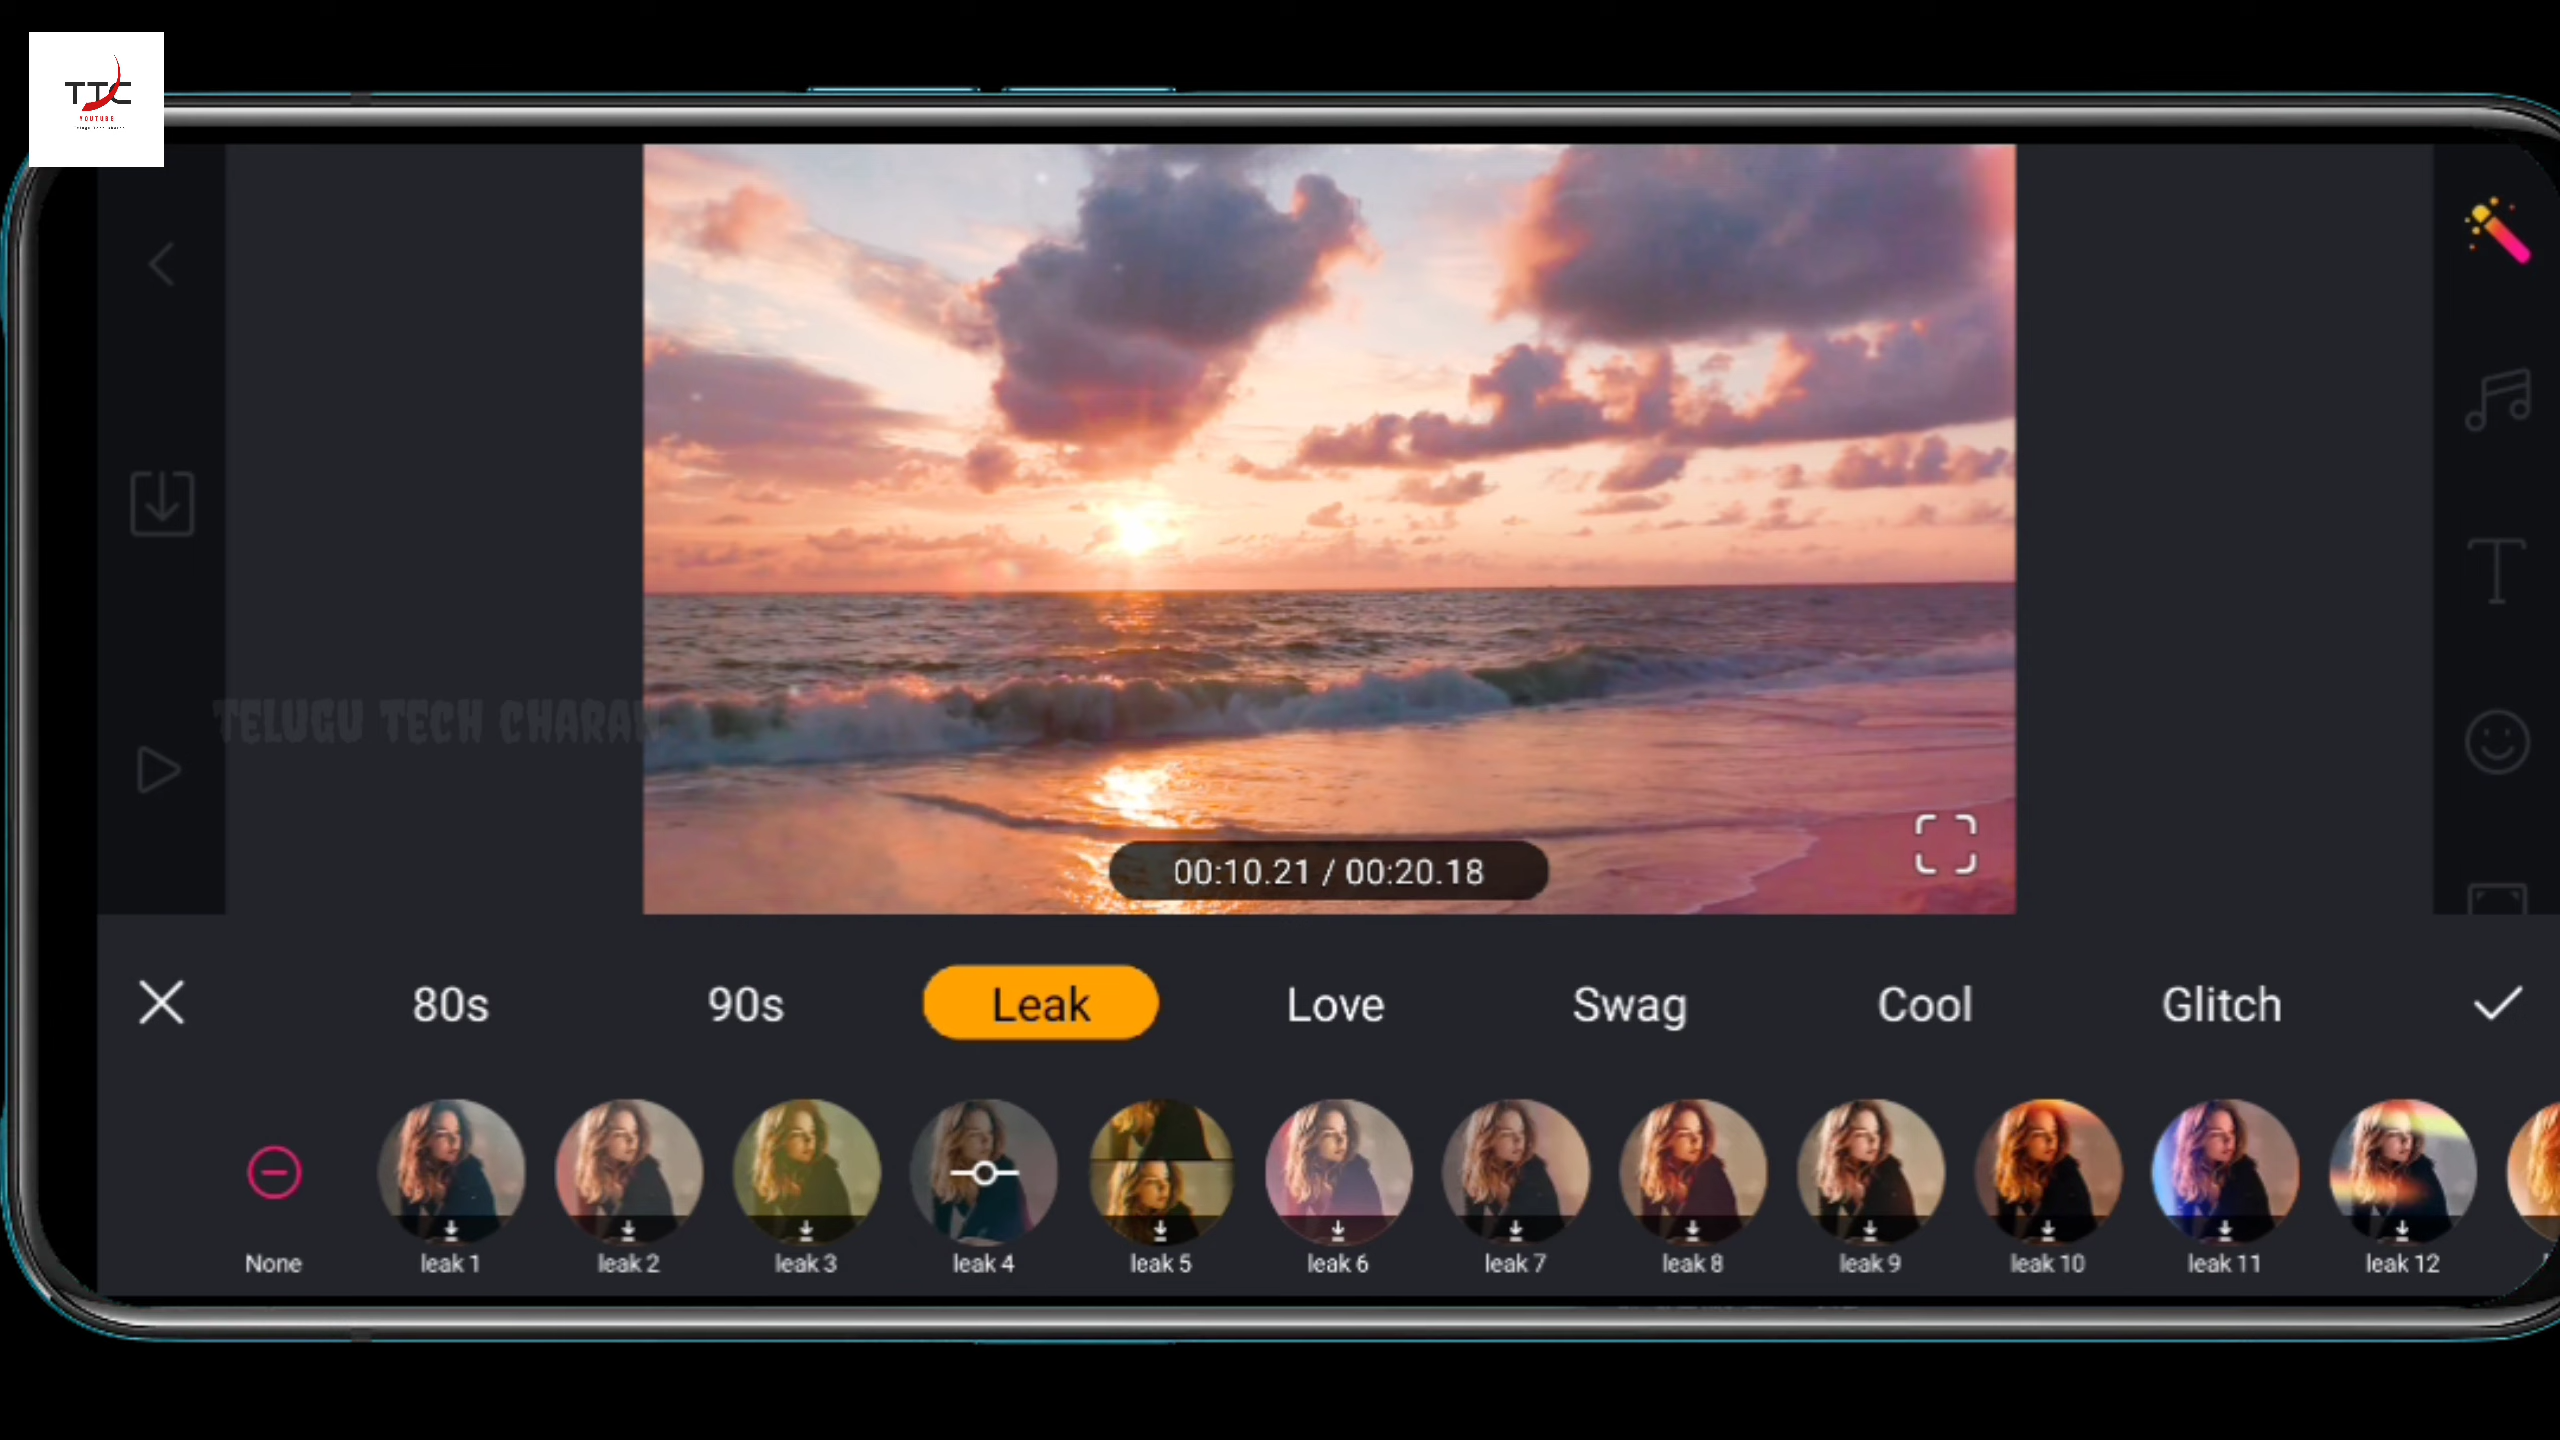 TTC
YOUTUBE
TELUGU TECH CHARAN
00:10.21 / 00:20.18
80s
90s
Leak
Love
Swag
Cool
Glitch
None
leak 1
leak 2
leak 3
leak 4
leak 5
leak 6
leak 7
leak 8
leak 9
leak 10
leak 11
leak 12